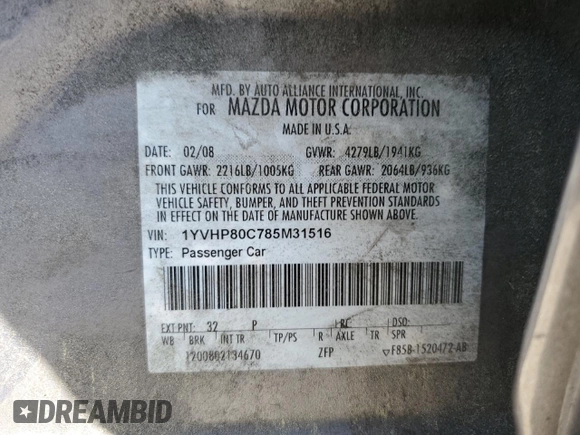 MFD. BY AUTO ALLIANCE INTERNATIONAL, INC.
FOR MAZDA MOTOR CORPORATION
MADE IN U.S.A.
DATE: 02/08 GVWR: 4279LB/1941KG
FRONT GAWR: 2216LB/1005KG REAR GAWR: 2064LB/936KG
THIS VEHICLE CONFORMS TO ALL APPLICABLE FEDERAL MOTOR
VEHICLE SAFETY, BUMPER, AND THEFT PREVENTION STANDARDS
IN EFFECT ON THE DATE OF MANUFACTURE SHOWN ABOVE.
VIN: 1YVHP80C785M31516
TYPE: Passenger Car
EXT PNT: 32 P RC: DSO:
WB BRK INT TR TP/PS R AXLE TR SPR
1200802134670 ZFP F85B-1520472-AB
DREAMBID